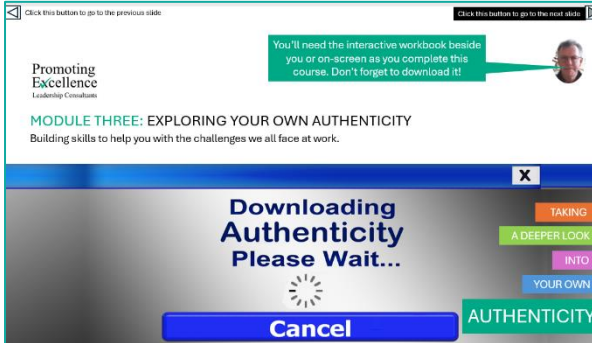 Click this button to go to the previous slide
Click this button to go to the next slide
You'll need the interactive workbook beside
you or on-screen as you complete this
course. Don't forget to download it!
Promoting
Excellence
Leadership Consultants
MODULE THREE: EXPLORING YOUR OWN AUTHENTICITY
Building skills to help you with the challenges we all face at work.
X
Downloading
Authenticity
Please Wait...
Cancel
TAKING
A DEEPER LOOK
INTO
YOUR OWN
AUTHENTICITY